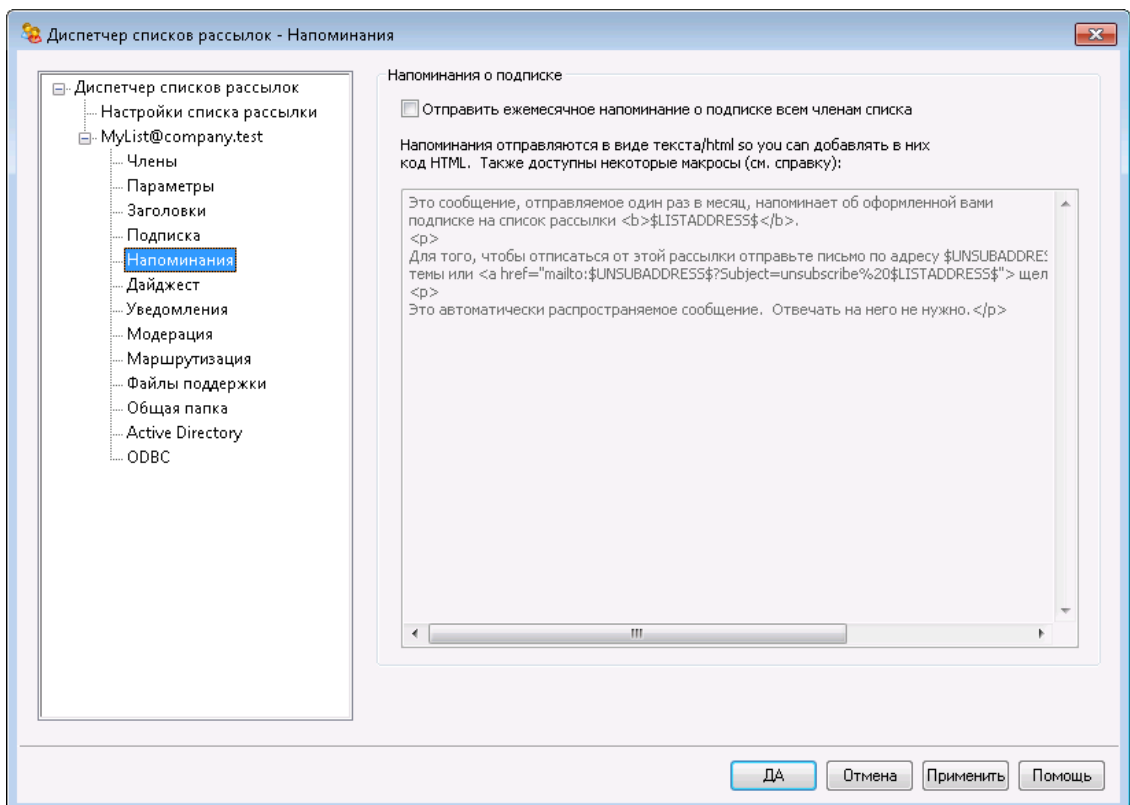 Диспетчер списков рассылок - Напоминания
Диспетчер списков рассылок
Настройки списка рассылки
MyList@company.test
Члены
Параметры
Заголовки
Подписка
Напоминания
Дайджест
Уведомления
Модерация
Маршрутизация
Файлы поддержки
Общая папка
Active Directory
ODBC
Напоминания о подписке
Отправить ежемесячное напоминание о подписке всем членам списка
Напоминания отправляются в виде текста/html so you can добавлять в них
код HTML. Также доступны некоторые макросы (см. справку):
Это сообщение, отправляемое один раз в месяц, напоминает об оформленной вами
подписке на список рассылки <b>$LISTADDRESS$</b>.
<p>
Для того, чтобы отписаться от этой рассылки отправьте письмо по адресу $UNSUBADDRES
темы или <a href="mailto:$UNSUBADDRESS$?Subject=unsubscribe%20$LISTADDRESS$"> щел
<p>
Это автоматически распространяемое сообщение. Отвечать на него не нужно.</p>
ДА
Отмена
Применить
Помощь